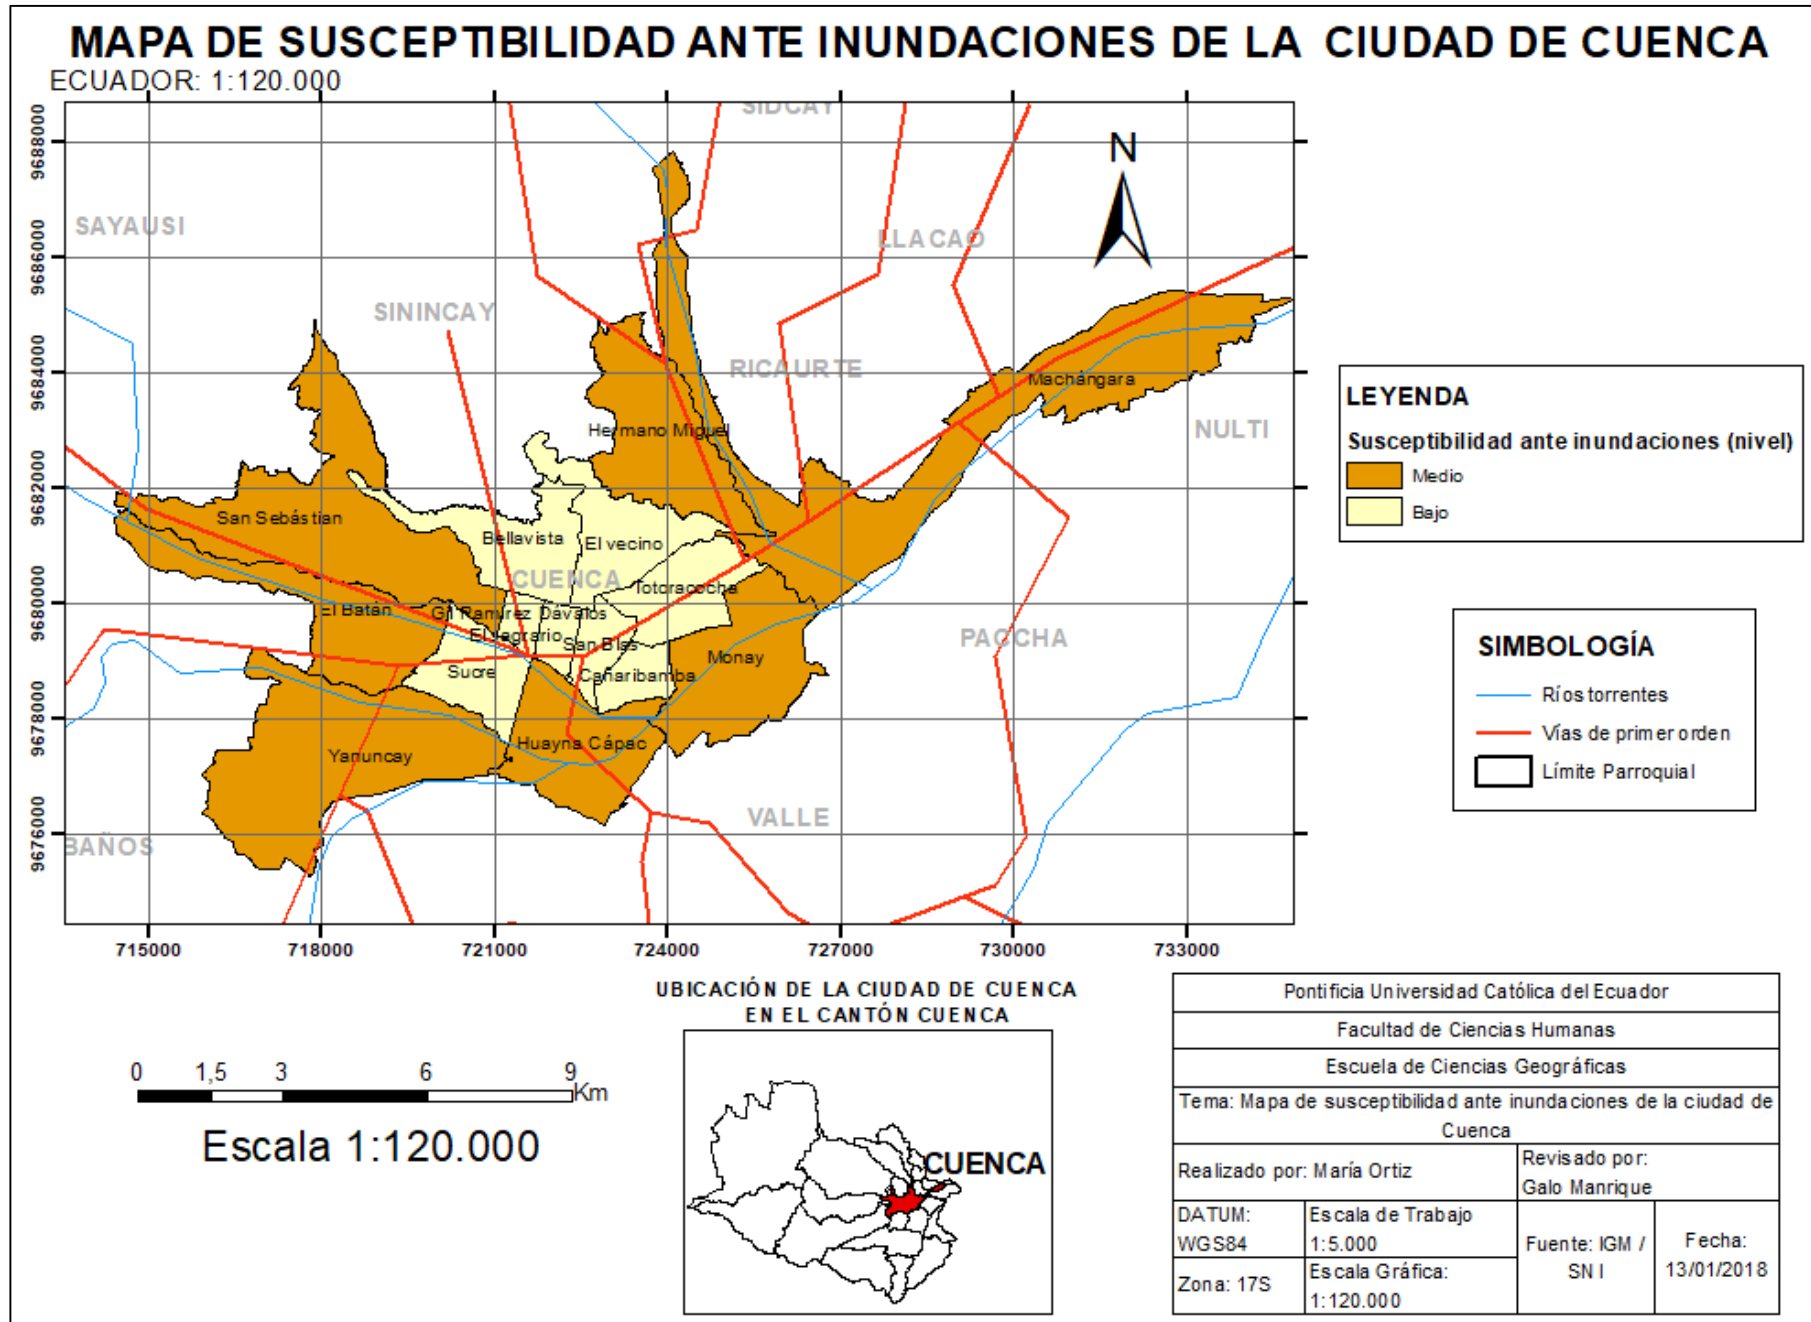 MAPA DE SUSCEPTIBILIDAD ANTE INUNDACIONES DE LA CIUDAD DE CUENCA
ECUADOR: 1:120.000
SIDCAY
N
SAYAUSI
LLACAO
SININCAY
RICAURTE
Machángara
NULTI
Hermano Miguel
San Sebástian
Bellavista
El vecino
CUENCA
Totoracocha
El Batán
Gil Ramírez Dávalos
El Sagrario
San Blas
PACCHA
Monay
Sucre
Cañaribamba
Huayna Cápac
Yanuncay
VALLE
BAÑOS
9688000
9686000
9684000
9682000
9680000
9678000
9676000
715000 718000 721000 724000 727000 730000 733000
LEYENDA
Susceptibilidad ante inundaciones (nivel)
Medio
Bajo
SIMBOLOGÍA
Ríos torrentes
Vías de primer orden
Límite Parroquial
0 1,5 3 6 9
Km
Escala 1:120.000
UBICACIÓN DE LA CIUDAD DE CUENCA
EN EL CANTÓN CUENCA
CUENCA
Pontificia Universidad Católica del Ecuador
Facultad de Ciencias Humanas
Escuela de Ciencias Geográficas
Tema: Mapa de susceptibilidad ante inundaciones de la ciudad de
Cuenca
Realizado por: María Ortiz
Revisado por:
Galo Manrique
DATUM:
WGS84
Escala de Trabajo
1:5.000
Zona: 17S
Escala Gráfica:
1:120.000
Fuente: IGM /
SNI
Fecha:
13/01/2018